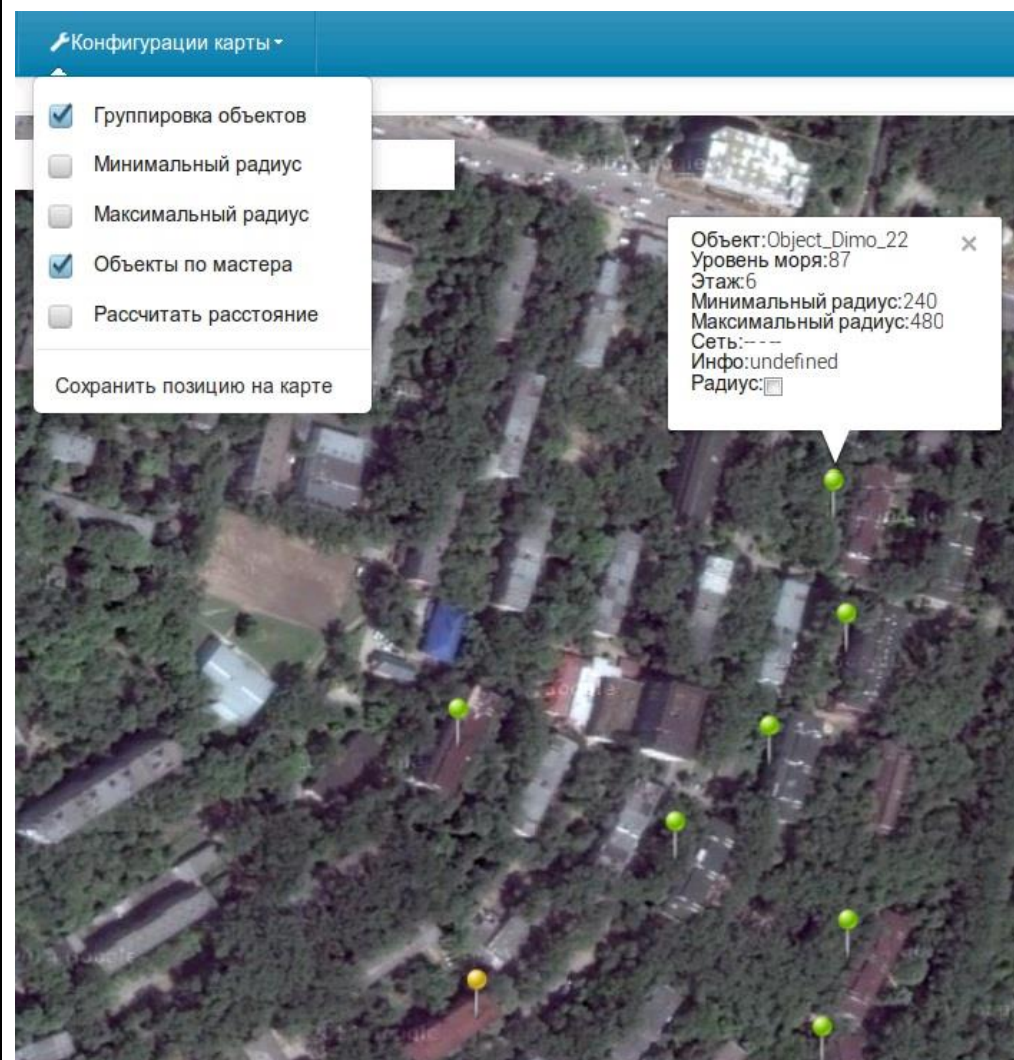 Конфигурации карты
Группировка объектов
Минимальный радиус
Максимальный радиус
Объекты по мастера
Рассчитать расстояние
Сохранить позицию на карте
Объект:Object_Dimo_22
Уровень моря:87
Этаж:6
Минимальный радиус:240
Максимальный радиус:480
Сеть:-- - --
Инфо:undefined
Радиус:
Google